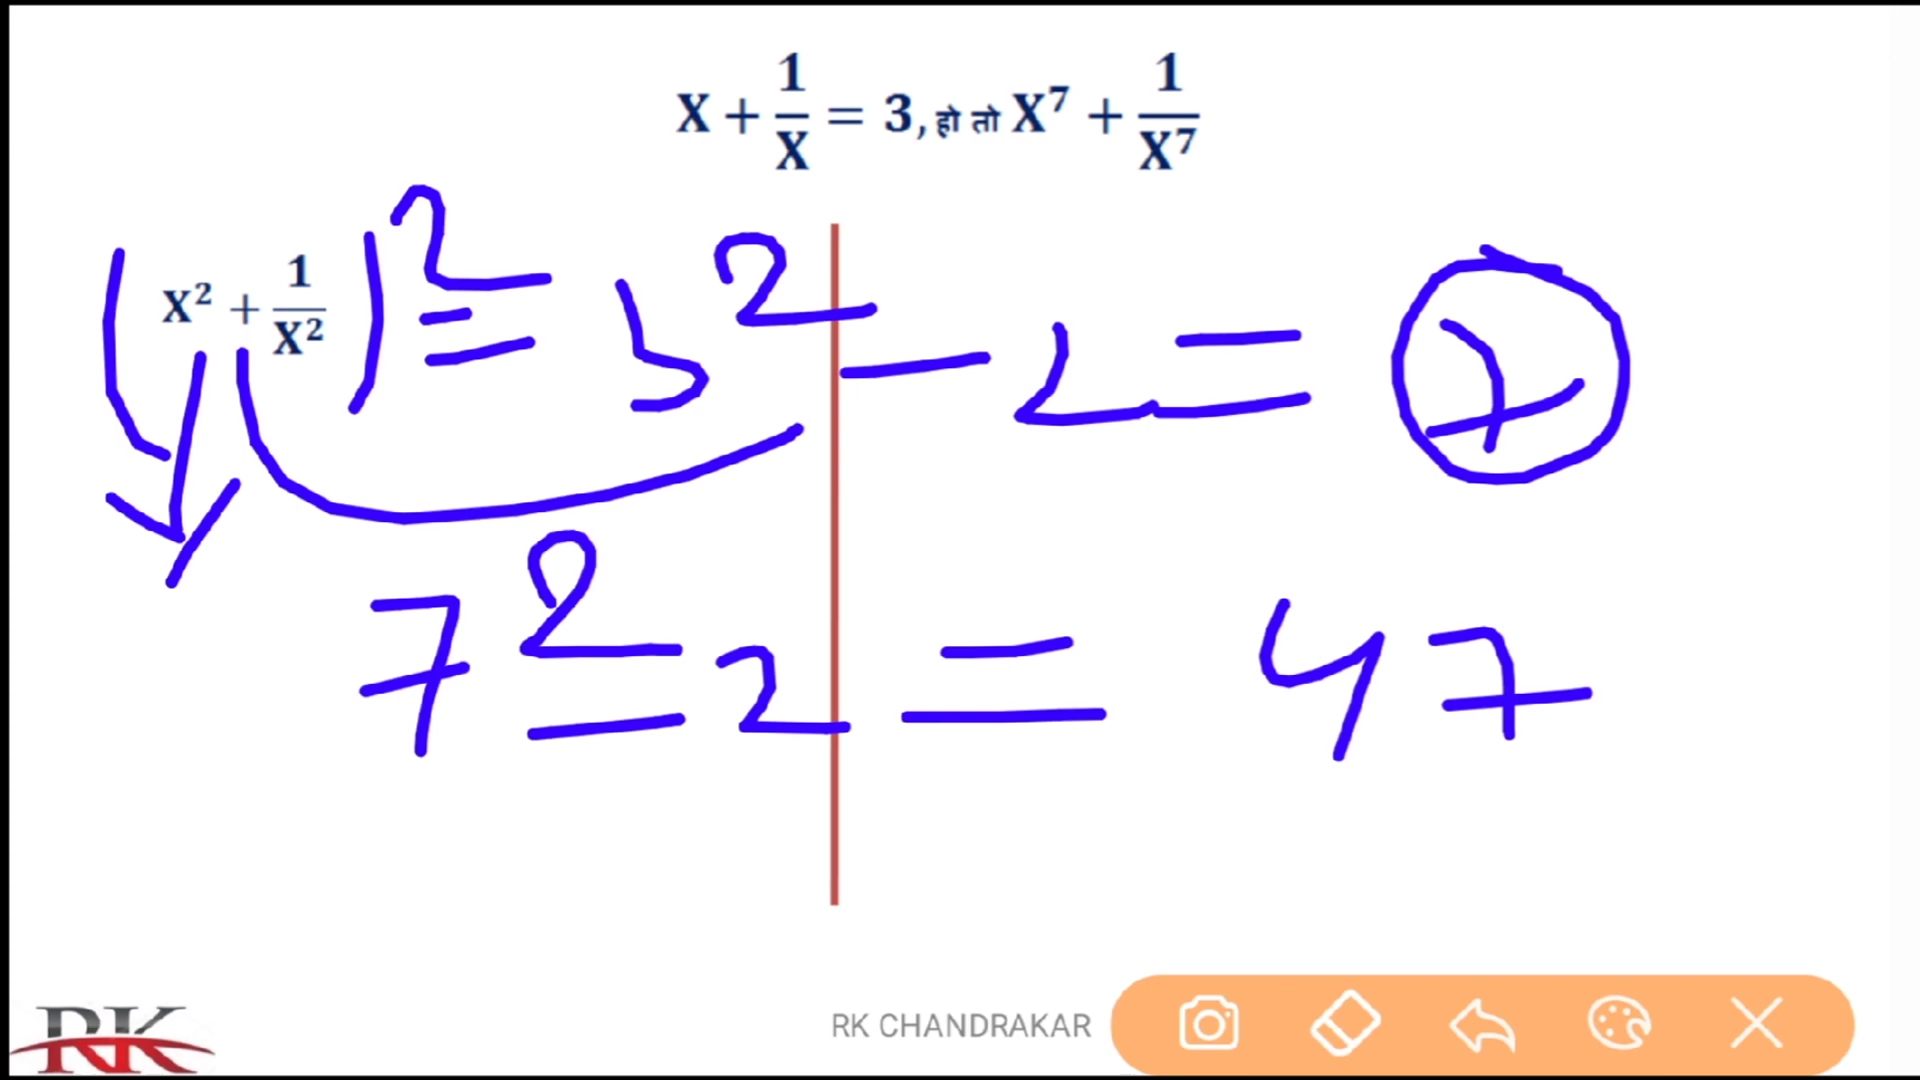 X + 1/X = 3, हो तो X⁷ + 1/X⁷
X² + 1/X² )² = 3² - 2 = 7
7² = 2 = 47
RK
RK CHANDRAKAR